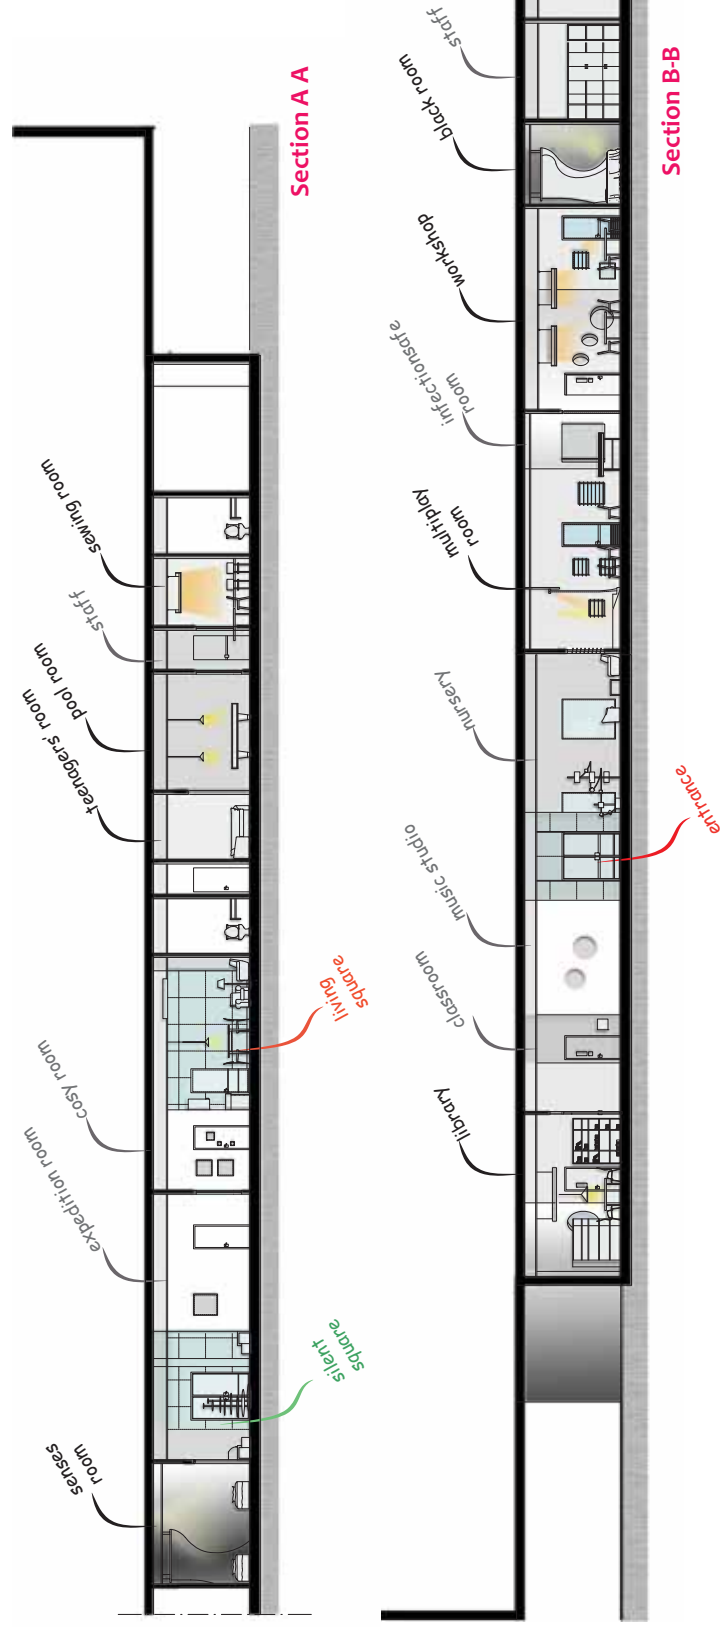 Section A A
senses
room
silent
square
expedition room
cosy room
living
square
teenagers' room
pool room
staff
sewing room
Section B-B
library
classroom
music studio
entrance
nursery
multiplay
room
infectionsafe
room
workshop
black room
staff